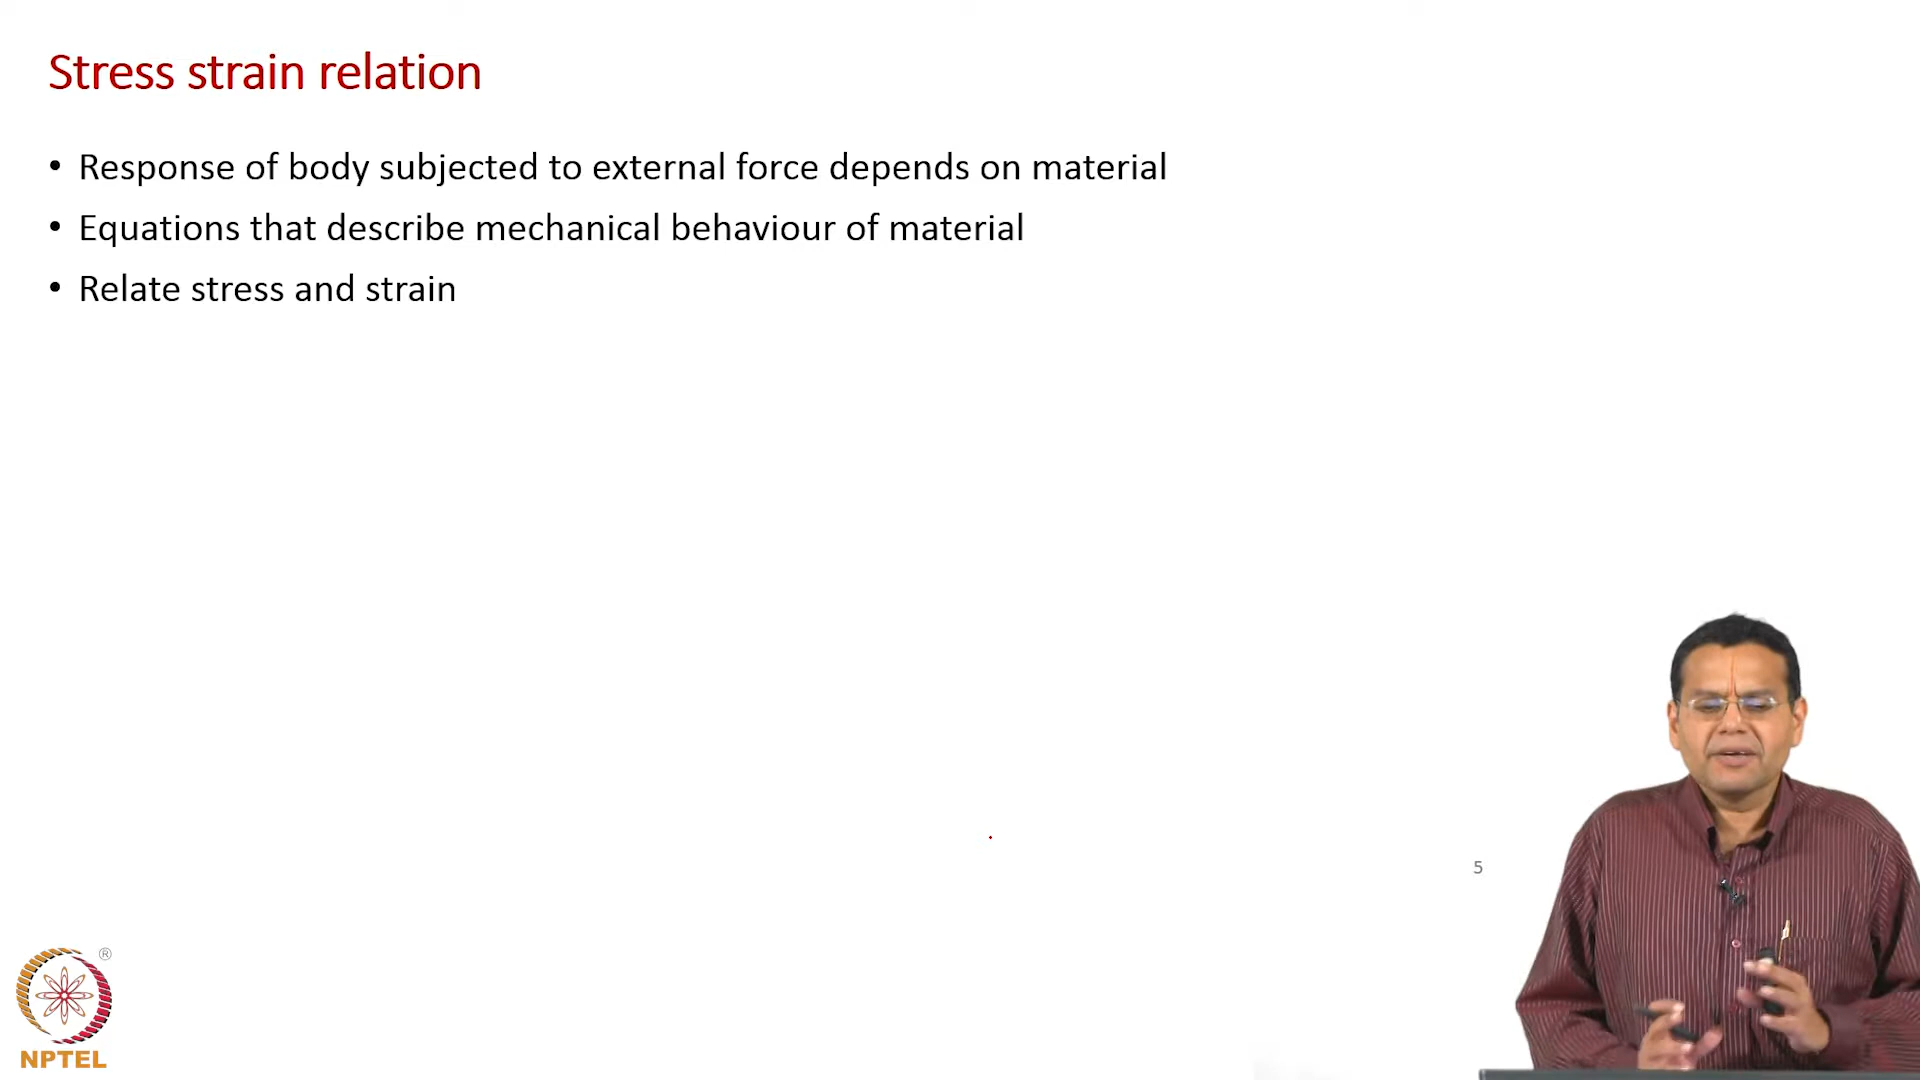 Stress strain relation
• Response of body subjected to external force depends on material
• Equations that describe mechanical behaviour of material
• Relate stress and strain
5
®
NPTEL